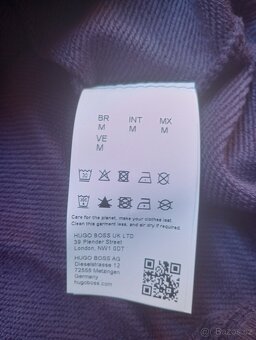 BR INT MX
M M M
VE
M
Care for the planet, make your clothes last
Clean this garment less, and air dry if required
HUGO BOSS UK LTD
39 Plender Street
London, NW1 0DT
HUGO BOSS AG
Dieselstrasse 12
72555 Metzingen
Germany
hugoboss.com